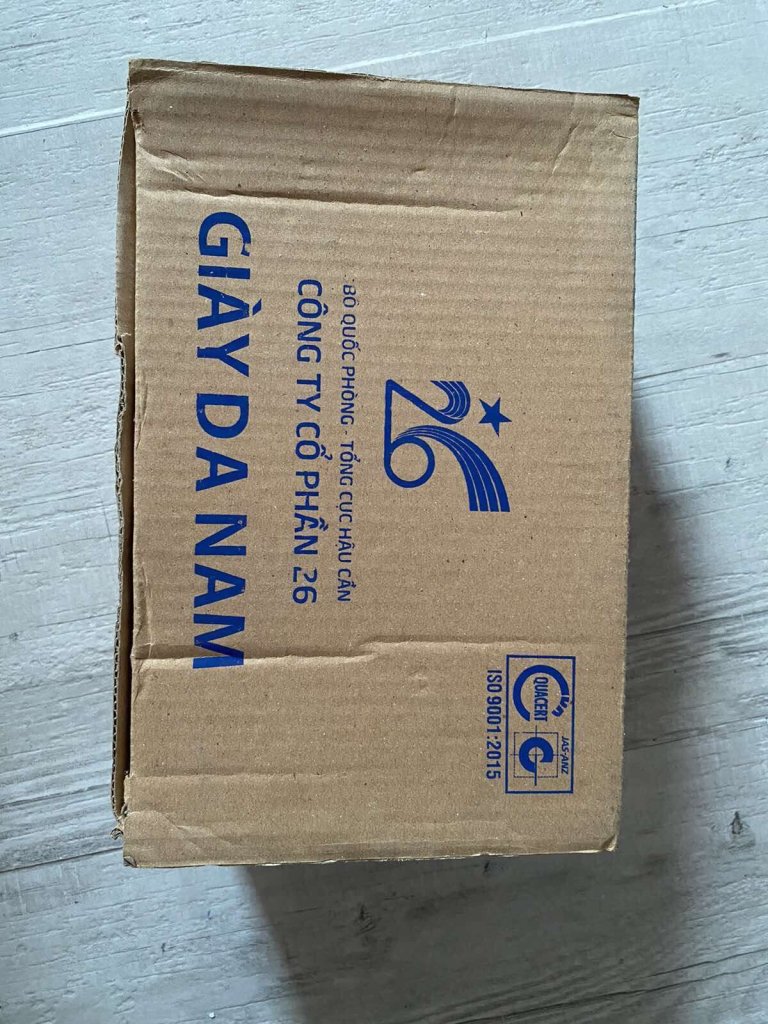 JAS-ANZ
QUACERT
ISO 9001:2015
26
BỘ QUỐC PHÒNG - TỔNG CỤC HẬU CẦN
CÔNG TY CỔ PHẦN 26
GIÀY DA NAM